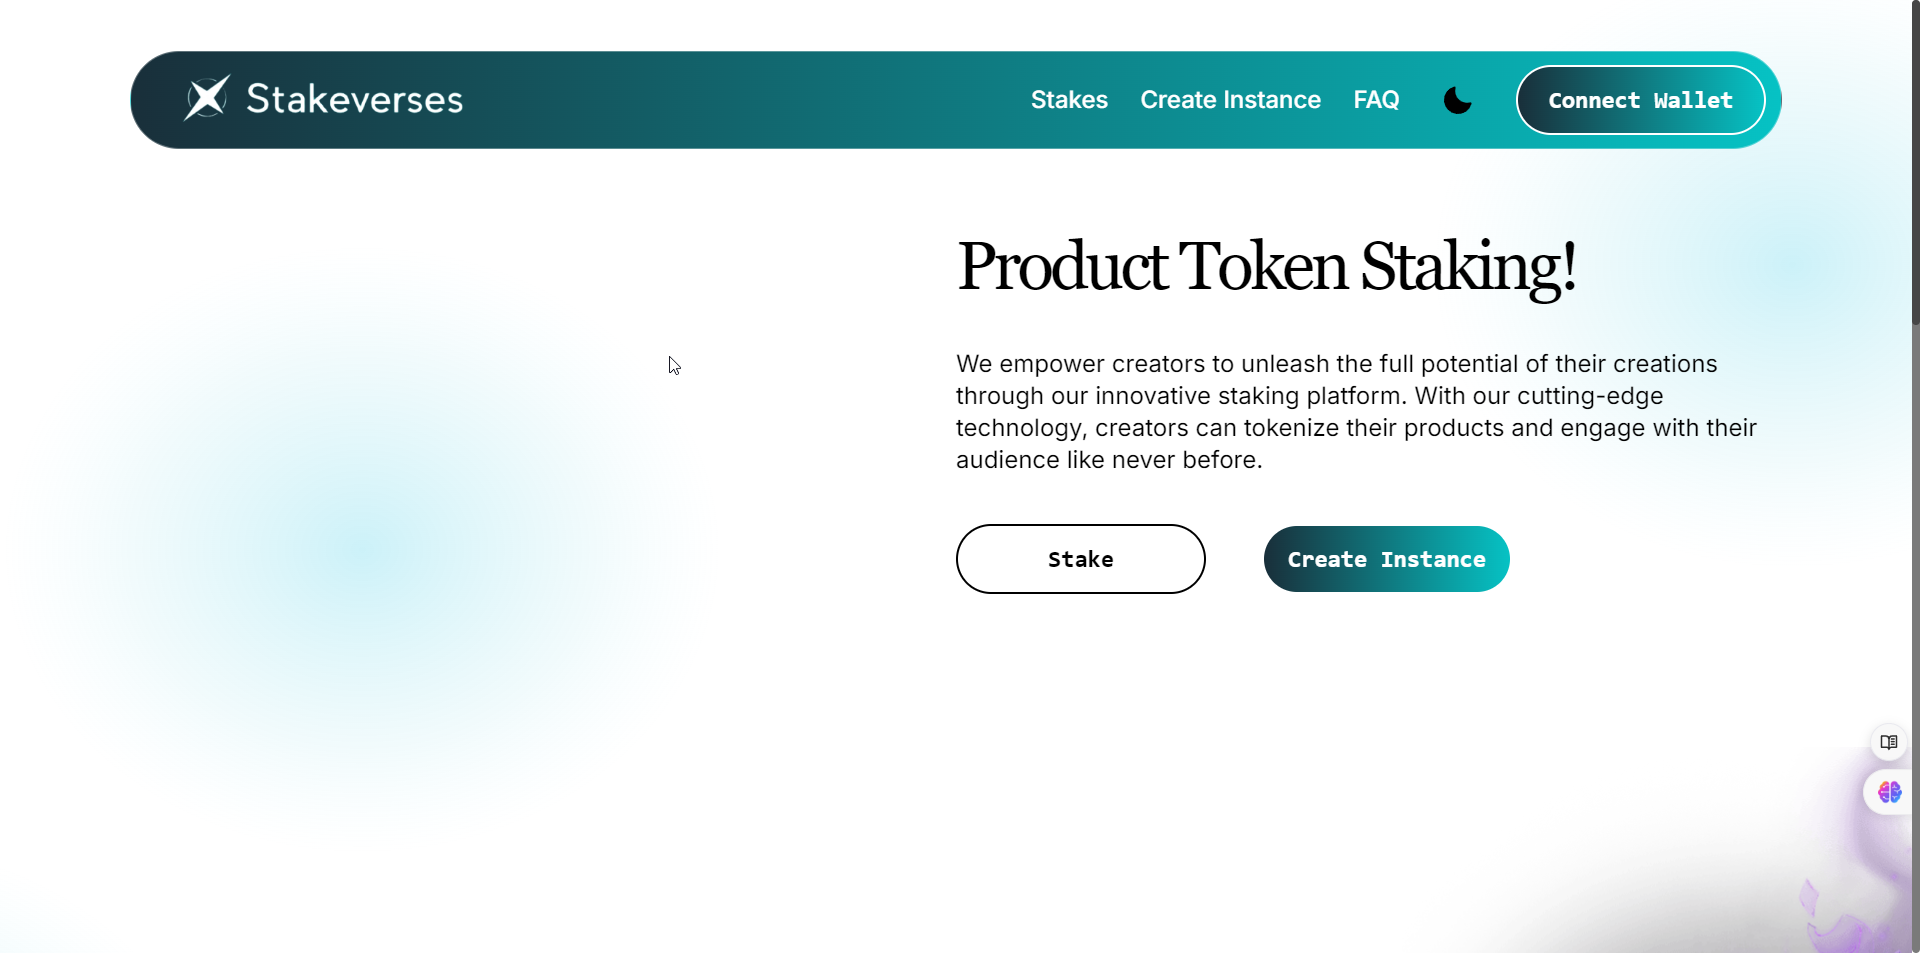 Stakeverses
Stakes
Create Instance
FAQ
Connect Wallet
Product Token Staking!
We empower creators to unleash the full potential of their creations
through our innovative staking platform. With our cutting-edge
technology, creators can tokenize their products and engage with their
audience like never before.
Stake
Create Instance